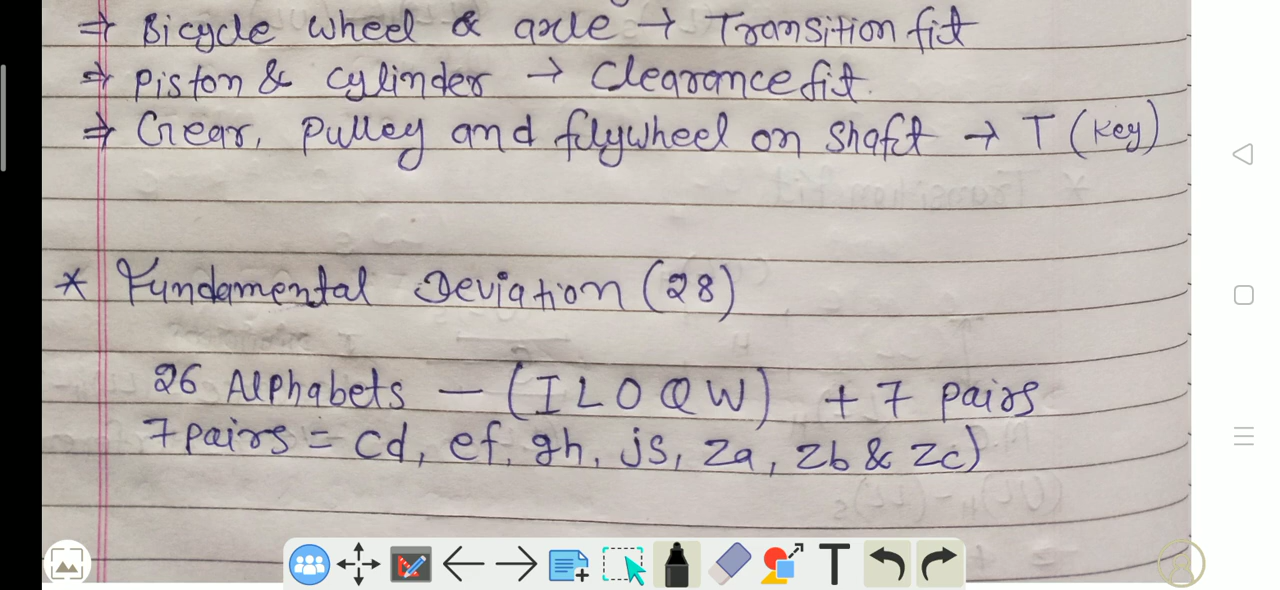 ⇒ Bicycle wheel & axle → Transition fit
⇒ Piston & cylinder → Clearance fit.
⇒ Gear, Pulley and flywheel on shaft → T (key)
* Fundamental Deviation (28)
26 Alphabets - (I L O Q W) + 7 pairs
7 pairs = cd, ef, gh, js, za, zb & zc)
T